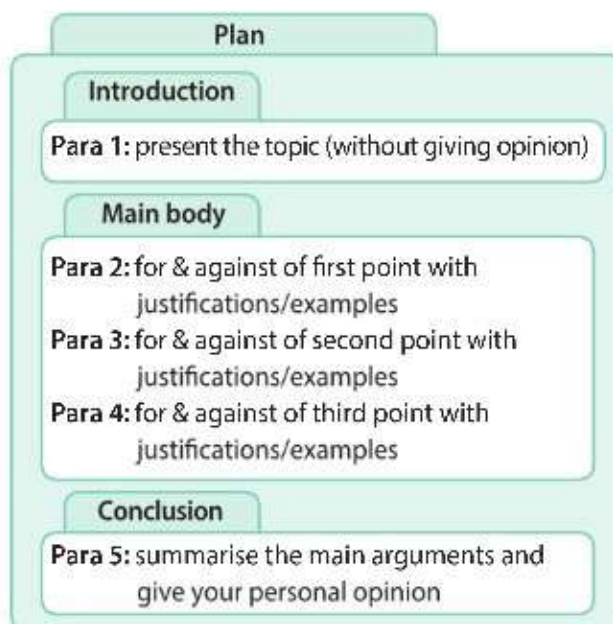 Plan
Introduction
Para 1: present the topic (without giving opinion)
Main body
Para 2: for & against of first point with
justifications/examples
Para 3: for & against of second point with
justifications/examples
Para 4: for & against of third point with
justifications/examples
Conclusion
Para 5: summarise the main arguments and
give your personal opinion